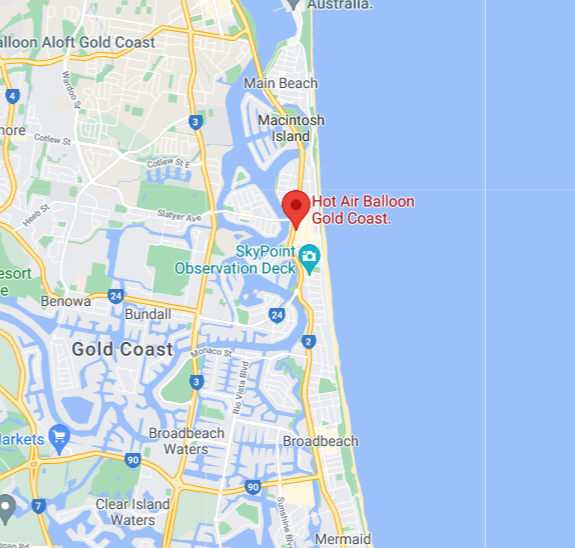 Australia.
alloon Aloft Gold Coast
Main Beach
4
Wardoo St
3
Macintosh
Island
nore
Cotlew St
Cotlew St E
Hot Air Balloon
Gold Coast.
Heeb St
Slatyer Ave
SkyPoint
Observation Deck
esort
e
24
Benowa
Bundall
24
2
Gold Coast
Monaco St
3
Rio Vista Blvd
Markets
Broadbeach
Waters
Broadbeach
90
90
7
Clear Island
Waters
Sunshine Blvd
Mermaid